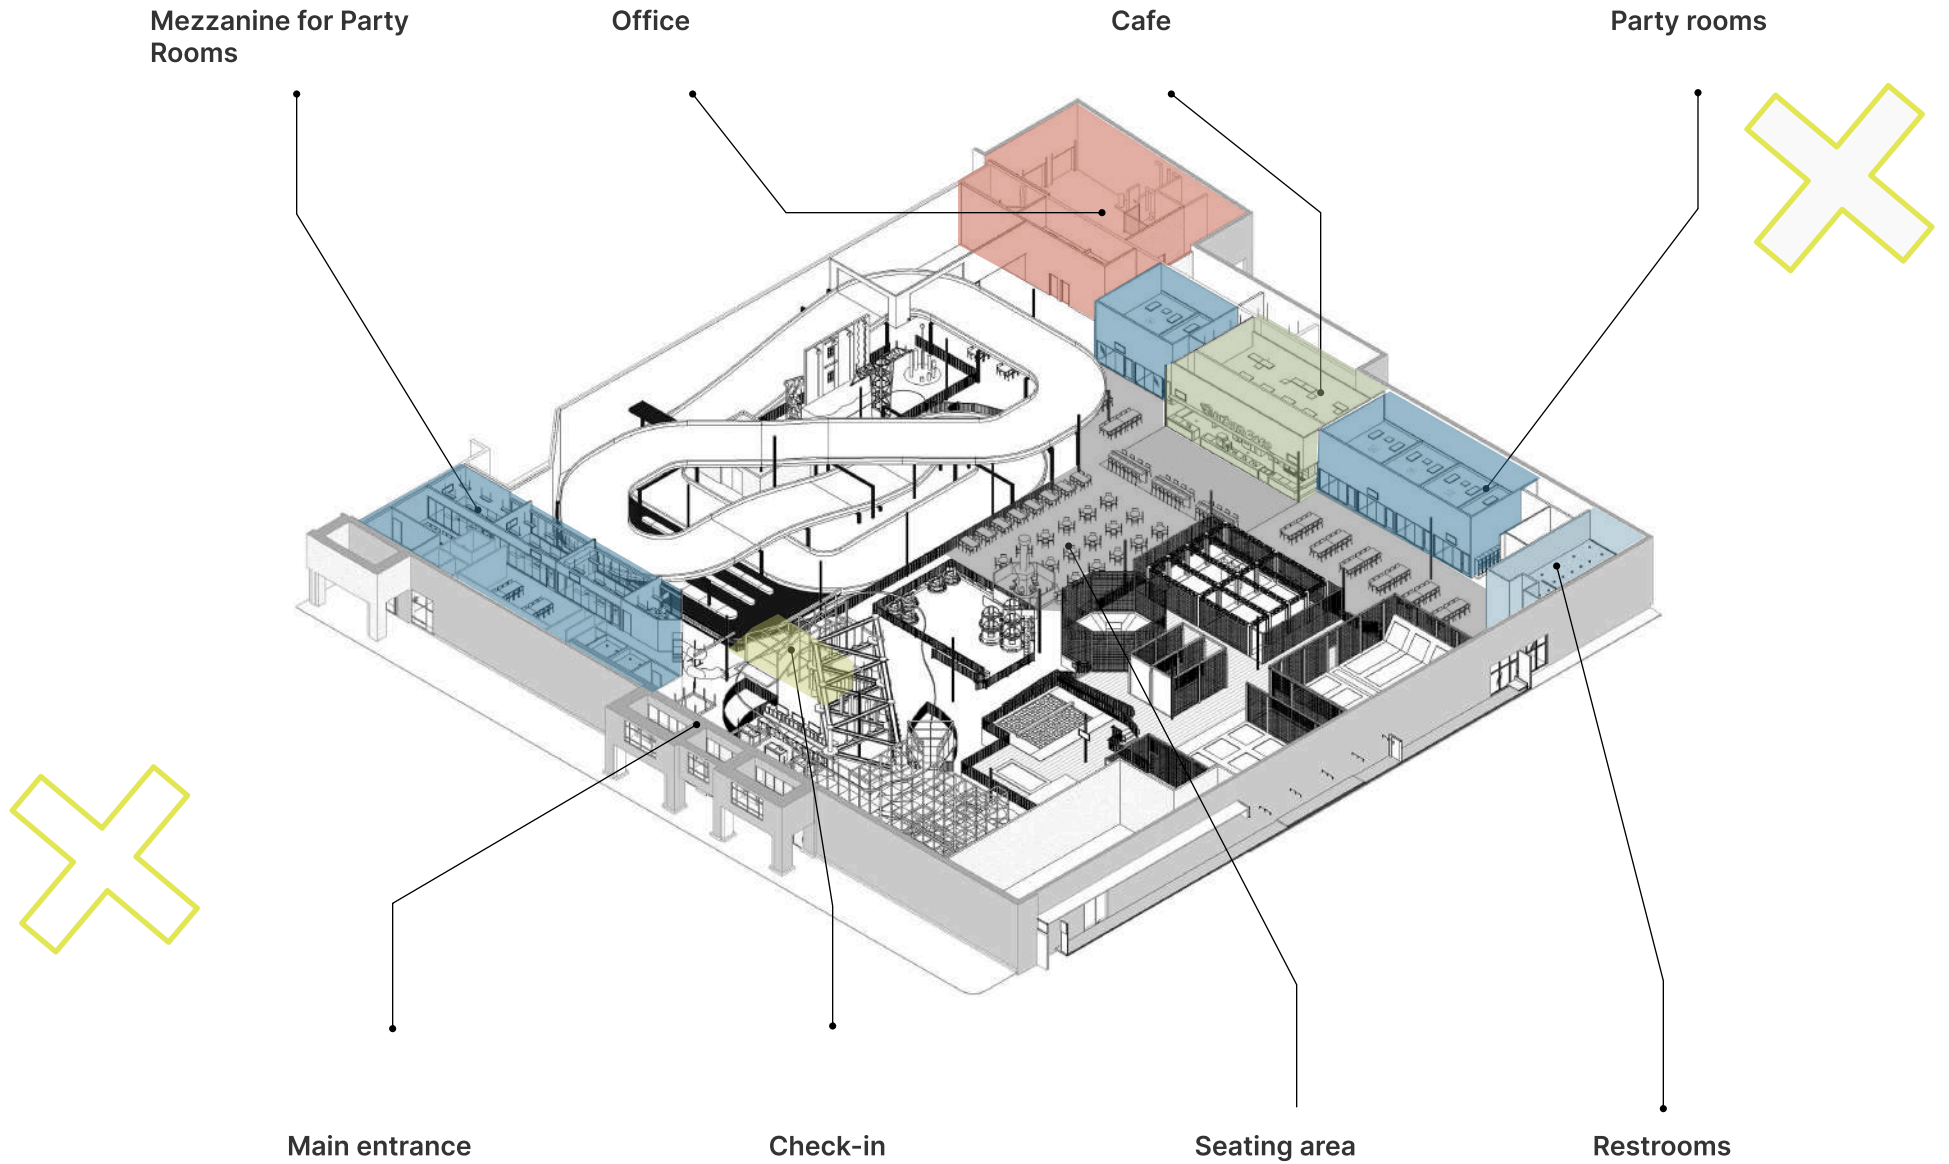 Mezzanine for Party
Rooms
Office
Cafe
Party rooms
Main entrance
Check-in
Seating area
Restrooms